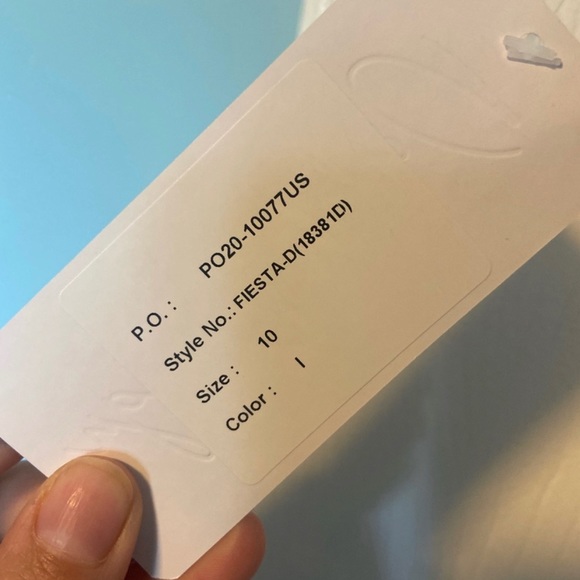 P.O. : PO20-10077US
Style No.: FIESTA-D(18381D)
Size : 10
Color : I